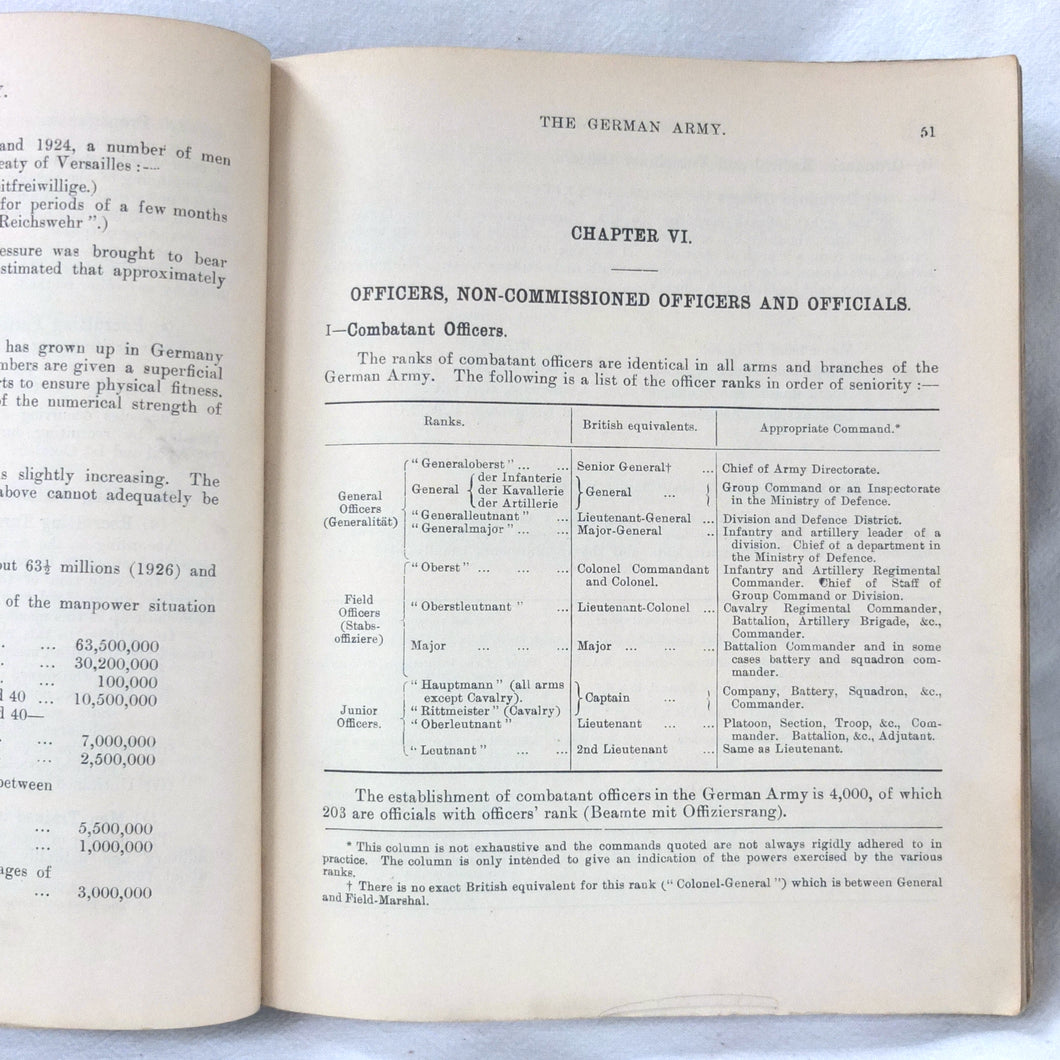 Y.
and 1924, a number of men
eaty of Versailles :—
itfreiwillige.)
for periods of a few months
Reichswehr ".)
essure was brought to bear
stimated that approximately
has grown up in Germany
mbers are given a superficial
rts to ensure physical fitness.
of the numerical strength of
s slightly increasing. The
above cannot adequately be
out 63½ millions (1926) and
of the manpower situation
... 63,500,000
... 30,200,000
... 100,000
d 40 ... 10,500,000
d 40—
... 7,000,000
... 2,500,000
between
... 5,500,000
... 1,000,000
ages of
... 3,000,000
THE GERMAN ARMY. 51
CHAPTER VI.
OFFICERS, NON-COMMISSIONED OFFICERS AND OFFICIALS.
I—Combatant Officers.
The ranks of combatant officers are identical in all arms and branches of the
German Army. The following is a list of the officer ranks in order of seniority :—
Ranks. British equivalents. Appropriate Command.*
General Officers (Generalität)
" Generaloberst " ... ... Senior General† ... Chief of Army Directorate.
General der Infanterie der Kavallerie der Artillerie General ... Group Command or an Inspectorate
in the Ministry of Defence.
" Generalleutnant " ... Lieutenant-General ... Division and Defence District.
" Generalmajor " ... ... Major-General .. Infantry and artillery leader of a
division. Chief of a department in
the Ministry of Defence.
Field Officers (Stabs-offiziere)
" Oberst " ... ... ... Colonel Commandant Infantry and Artillery Regimental
and Colonel. Commander. Chief of Staff of
Group Command or Division.
" Oberstleutnant " ... Lieutenant-Colonel ... Cavalry Regimental Commander,
Battalion, Artillery Brigade, &c.,
Commander.
Major ... ... ... Major ... ... ... Battalion Commander and in some
cases battery and squadron com-
mander.
Junior Officers.
" Hauptmann " (all arms
except Cavalry). Captain ... Company, Battery, Squadron, &c.,
" Rittmeister " (Cavalry) Commander.
" Oberleutnant " Lieutenant ... ... Platoon, Section, Troop, &c., Com-
mander. Battalion, &c., Adjutant.
" Leutnant " ... ... 2nd Lieutenant ... Same as Lieutenant.
The establishment of combatant officers in the German Army is 4,000, of which
203 are officials with officers' rank (Beamte mit Offiziersrang).
* This column is not exhaustive and the commands quoted are not always rigidly adhered to in
practice. The column is only intended to give an indication of the powers exercised by the various
ranks.
† There is no exact British equivalent for this rank (" Colonel-General ") which is between General
and Field-Marshal.